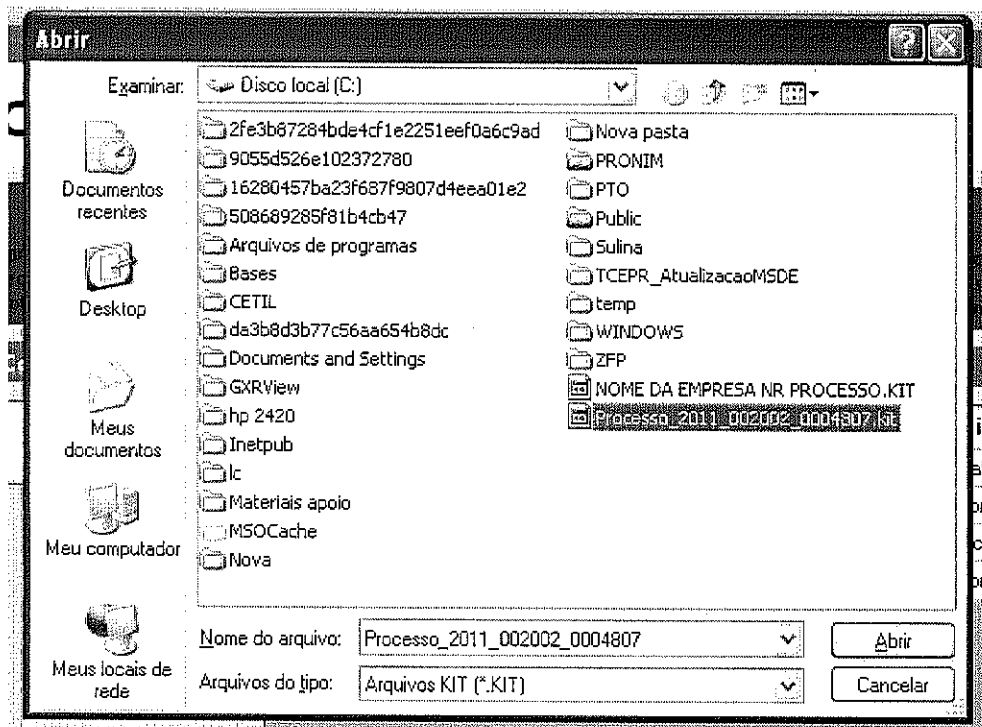 Abrir
Examinar:
Disco local (C:)
Documentos recentes
Desktop
Meus documentos
Meu computador
Meus locais de rede
2fe3b87284bde4cf1e2251eef0a6c9ad
9055d526e102372780
16280457ba23f687f9807d4eea01e2
508689285f81b4cb47
Arquivos de programas
Bases
CETIL
da3b8d3b77c56aa654b8dc
Documents and Settings
GXRView
hp 2420
Inetpub
lc
Materiais apoio
MSOCache
Nova
Nova pasta
PRONIM
PTO
Public
Sulina
TCEPR_AtualizacaoMSDE
temp
WINDOWS
ZFP
NOME DA EMPRESA NR PROCESSO.KIT
Processo_2011_002002_0004807.kit
Nome do arquivo:
Processo_2011_002002_0004807
Abrir
Arquivos do tipo:
Arquivos KIT (*.KIT)
Cancelar